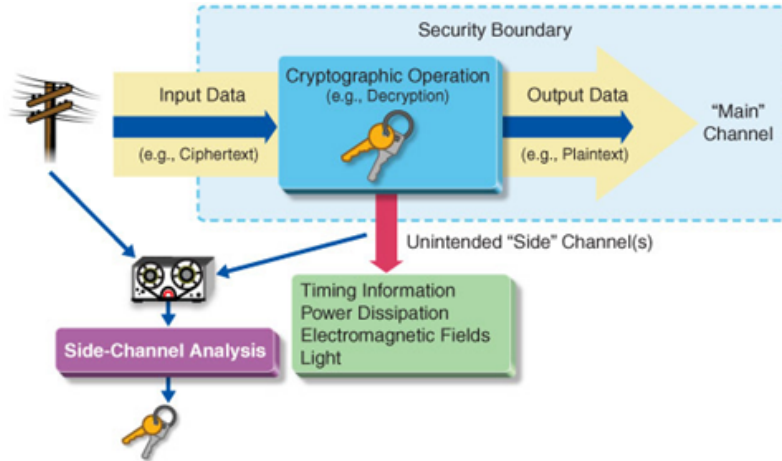 Security Boundary
Cryptographic Operation
(e.g., Decryption)
Input Data
(e.g., Ciphertext)
Output Data
(e.g., Plaintext)
“Main”
Channel
Unintended “Side” Channel(s)
Timing Information
Power Dissipation
Electromagnetic Fields
Light
Side-Channel Analysis